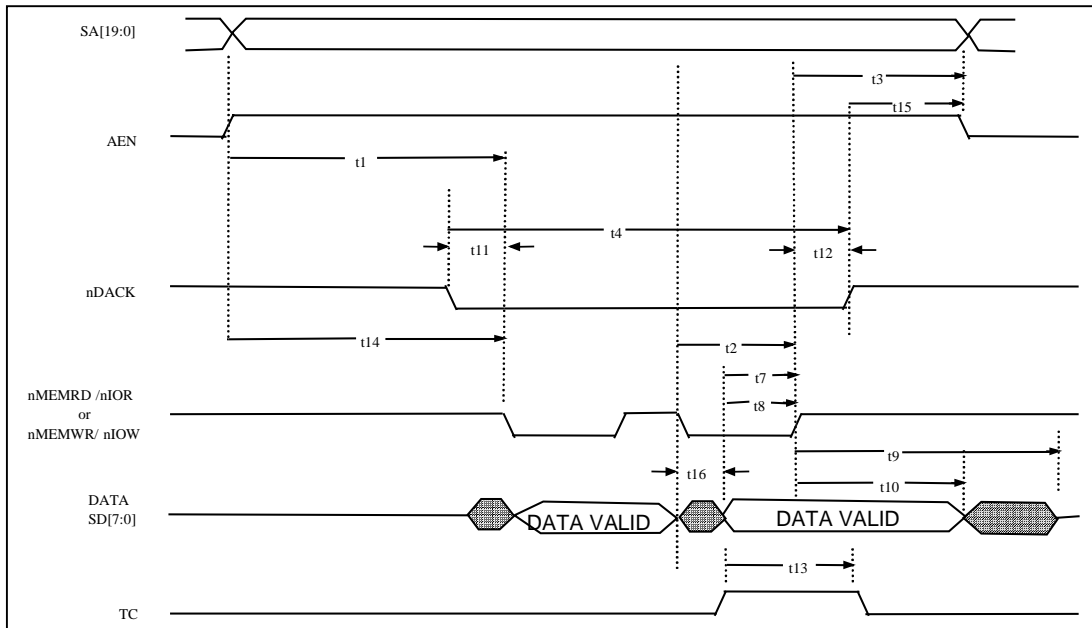 SA[19:0]
t3
t15
AEN
t1
t4
t11
t12
nDACK
t14
t2
t7
nMEMRD /nIOR
t8
or
nMEMWR/ nIOW
t9
t16
t10
DATA
SD[7:0]
DATA VALID
DATA VALID
t13
TC